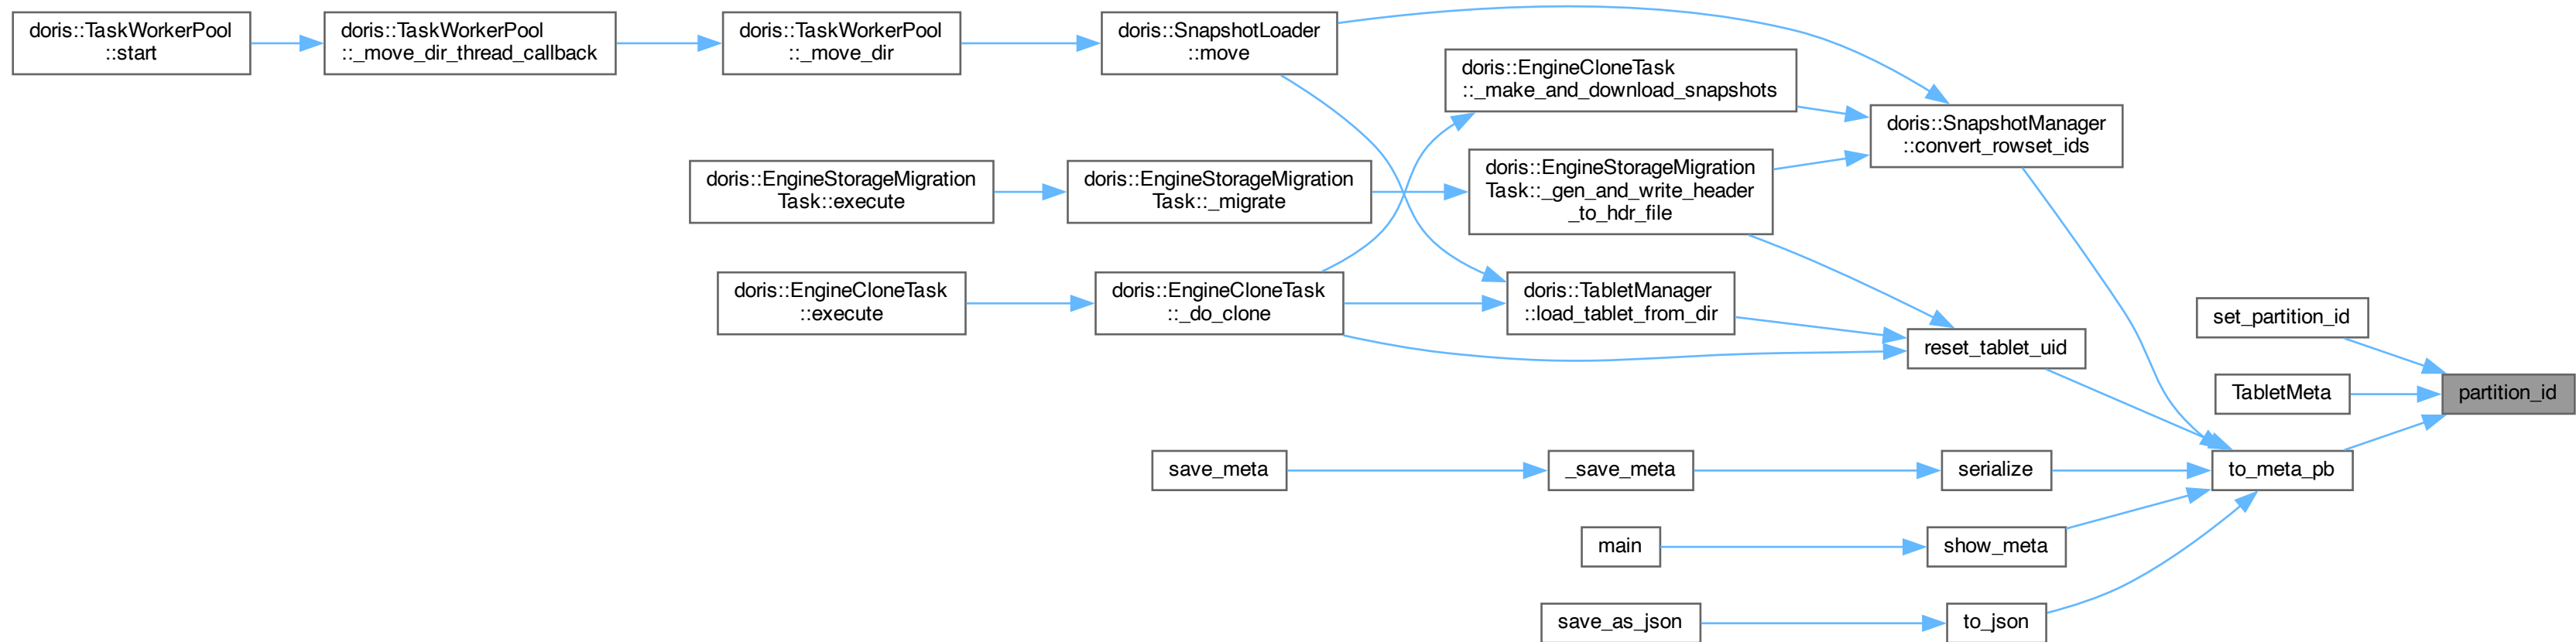 doris::TaskWorkerPool
::start
doris::TaskWorkerPool
::_move_dir_thread_callback
doris::TaskWorkerPool
::_move_dir
doris::SnapshotLoader
::move
doris::EngineCloneTask
::_make_and_download_snapshots
doris::SnapshotManager
::convert_rowset_ids
doris::EngineStorageMigration
Task::execute
doris::EngineStorageMigration
Task::_migrate
doris::EngineStorageMigration
Task::_gen_and_write_header
_to_hdr_file
doris::EngineCloneTask
::execute
doris::EngineCloneTask
::_do_clone
doris::TabletManager
::load_tablet_from_dir
reset_tablet_uid
set_partition_id
TabletMeta
partition_id
save_meta
_save_meta
serialize
to_meta_pb
main
show_meta
save_as_json
to_json